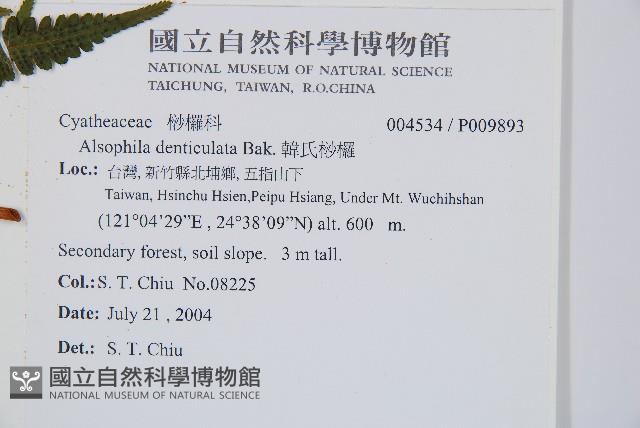 國立自然科學博物館
NATIONAL MUSEUM OF NATURAL SCIENCE
TAICHUNG, TAIWAN, R.O.CHINA
Cyatheaceae 桫欏科 004534 / P009893
Alsophila denticulata Bak. 韓氏桫欏
Loc.: 台灣, 新竹縣北埔鄉, 五指山下
Taiwan, Hsinchu Hsien,Peipu Hsiang, Under Mt. Wuchihshan
(121°04’29”E , 24°38’09”N) alt. 600 m.
Secondary forest, soil slope. 3 m tall.
Col.: S. T. Chiu No.08225
Date: July 21 , 2004
Det.: S. T. Chiu
國立自然科學博物館
NATIONAL MUSEUM OF NATURAL SCIENCE